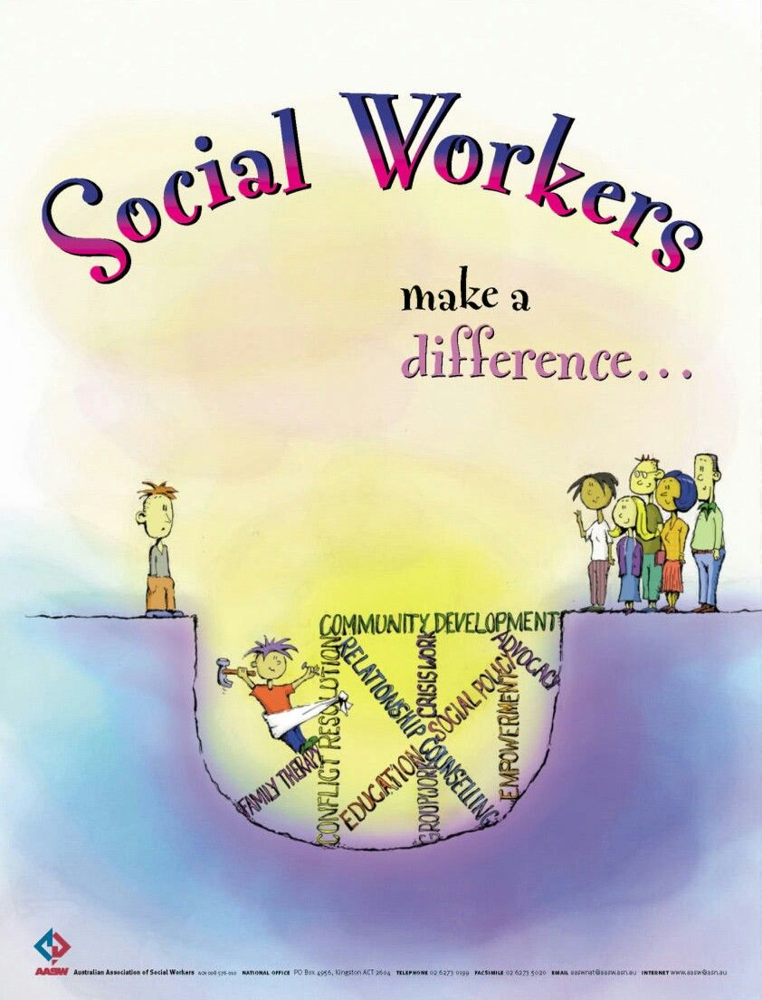 Social Workers
make a
difference...
COMMUNITY DEVELOPMENT
FAMILY THERAPY
CONFLICT RESOLUTION
RELATIONSHIP COUNSELLING
EDUCATION
SOCIAL POLICY
CRISISWORK
GROUPWORK
ADVOCACY
EMPOWERMENT
AASW Australian Association of Social Workers ACN 008 576 010 NATIONAL OFFICE PO Box 4956, Kingston ACT 2604 TELEPHONE 02 6273 0199 FACSIMILE 02 6273 5020 EMAIL aaswnat@aasw.asn.au INTERNET www.aasw@asn.au